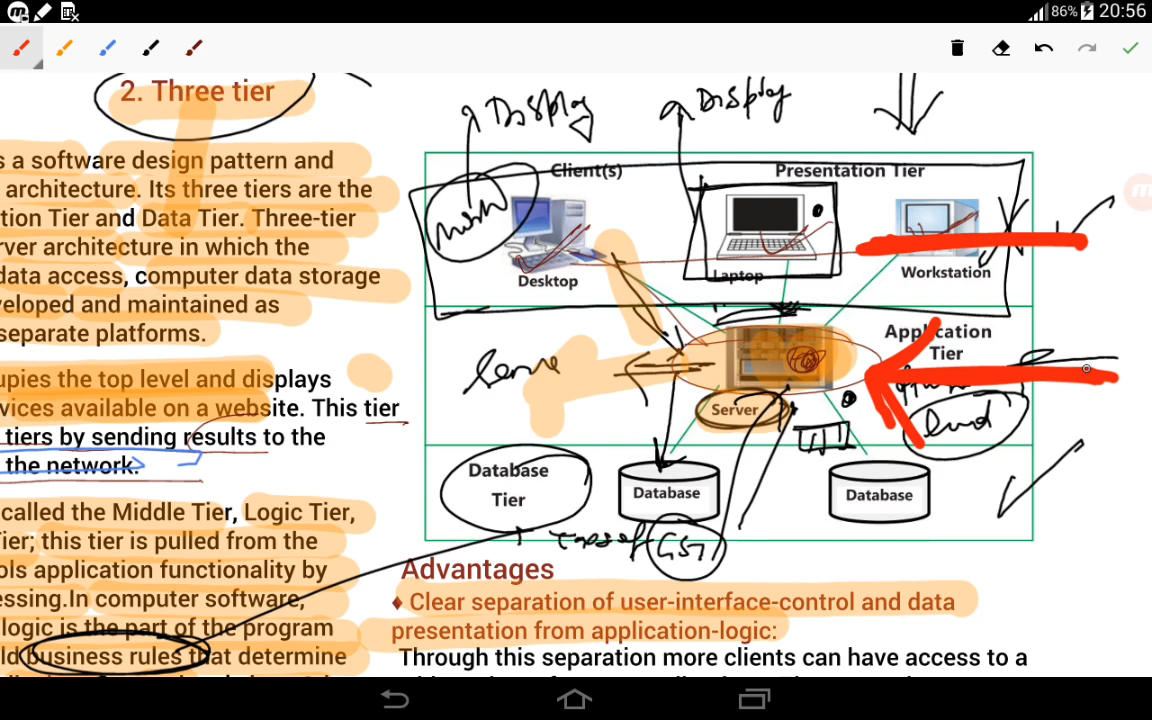 86% 20:56
2. Three tier
s a software design pattern and
architecture. Its three tiers are the
tion Tier and Data Tier. Three-tier
rver architecture in which the
data access, computer data storage
veloped and maintained as
separate platforms.
upies the top level and displays
vices available on a website. This tier
tiers by sending results to the
the network.
called the Middle Tier, Logic Tier,
ier; this tier is pulled from the
ols application functionality by
essing.In computer software,
logic is the part of the program
ld business rules that determine
Display
Display
Client(s)
Presentation Tier
Desktop
Laptop
Workstation
Application
Tier
Server
Database
Tier
Database
Database
GST
Advantages
♦ Clear separation of user-interface-control and data
presentation from application-logic:
Through this separation more clients can have access to a